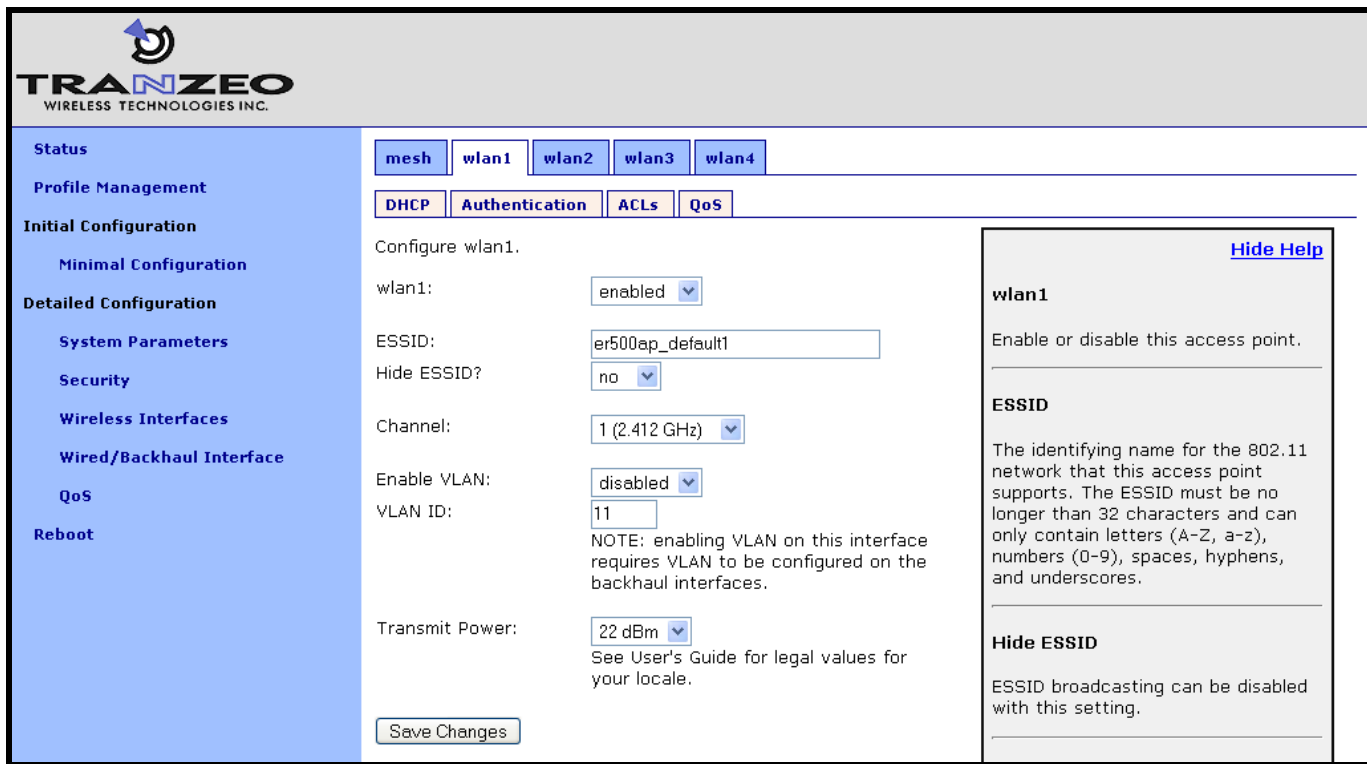 TRANZEO
WIRELESS TECHNOLOGIES INC.
Status
Profile Management
Initial Configuration
Minimal Configuration
Detailed Configuration
System Parameters
Security
Wireless Interfaces
Wired/Backhaul Interface
QoS
Reboot
mesh wlan1 wlan2 wlan3 wlan4
DHCP Authentication ACLs QoS
Configure wlan1.
wlan1: enabled
ESSID: er500ap_default1
Hide ESSID? no
Channel: 1 (2.412 GHz)
Enable VLAN: disabled
VLAN ID: 11
NOTE: enabling VLAN on this interface
requires VLAN to be configured on the
backhaul interfaces.
Transmit Power: 22 dBm
See User's Guide for legal values for
your locale.
Save Changes
Hide Help
wlan1
Enable or disable this access point.
ESSID
The identifying name for the 802.11
network that this access point
supports. The ESSID must be no
longer than 32 characters and can
only contain letters (A-Z, a-z),
numbers (0-9), spaces, hyphens,
and underscores.
Hide ESSID
ESSID broadcasting can be disabled
with this setting.